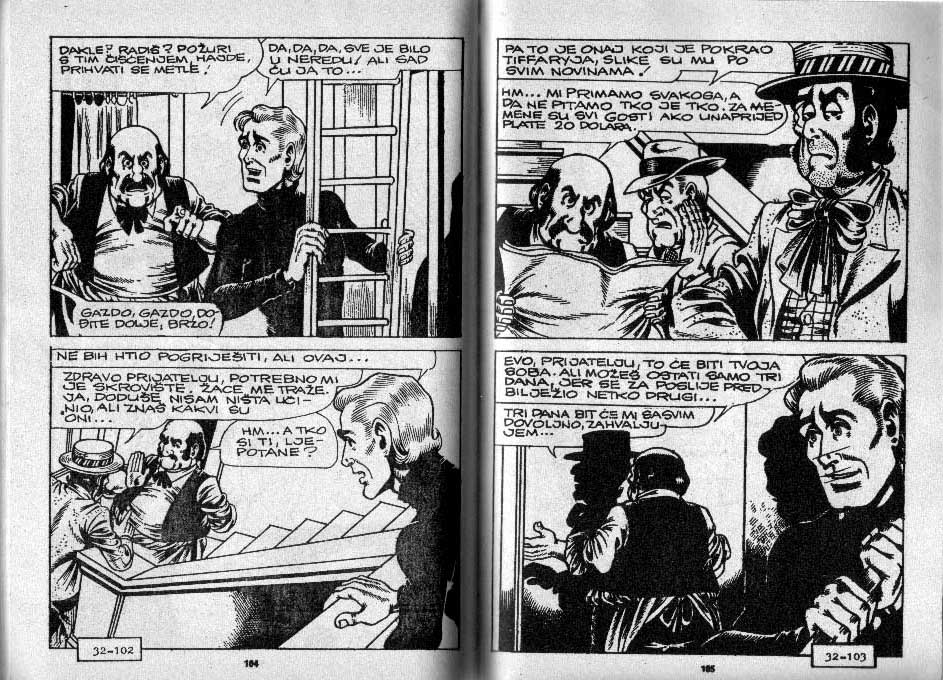 DAKLE? RADIŠ? POŽURI
S TIM ČIŠĆENJEM, HAJDE,
PRIHVATI SE METLE!
DA, DA, DA, SVE JE BILO
U NEREDU! ALI SAD
ĆU JA TO...
GAZDO, GAZDO, DO-
ĐITE DOLJE, BRZO!
NE BIH HTIO POGRIJEŠITI, ALI OVAJ...
ZDRAVO PRIJATELJU, POTREBNO MI
JE SKROVIŠTE. ŽACE ME TRAŽE.
JA, DODUŠE NISAM NIŠTA UČI-
NIO, ALI ZNAŠ KAKVI SU
ONI...
HM... A TKO
SI TI, LJE-
POTANE?
32-102
184
PA TO JE ONAJ KOJI JE POKRAO
TIFFARYJA, SLIKE SU MU PO
SVIM NOVINAMA!
HM... MI PRIMAMO SVAKOGA, A
DA NE PITAMO TKO JE TKO. ZA ME-
MENE SU SVI GOSTI AKO UNAPRIJED
PLATE 20 DOLARA.
EVO, PRIJATELJU, TO ĆE BITI TVOJA
SOBA. ALI MOŽEŠ OSTATI SAMO TRI
DANA, JER SE ZA POSLIJE PRED-
BILJEŽIO NETKO DRUGI...
TRI DANA BIT ĆE MI SASVIM
DOVOLJNO, ZAHVALJU-
JEM...
32-103
185